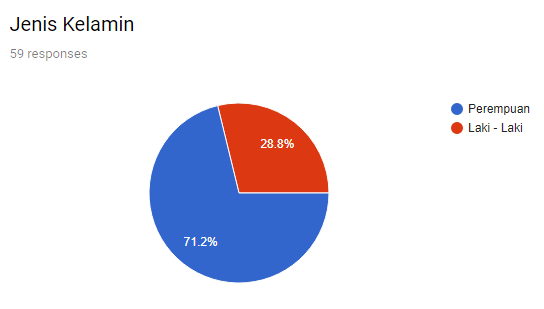 Jenis Kelamin
59 responses
Perempuan
Laki - Laki
28.8%
71.2%